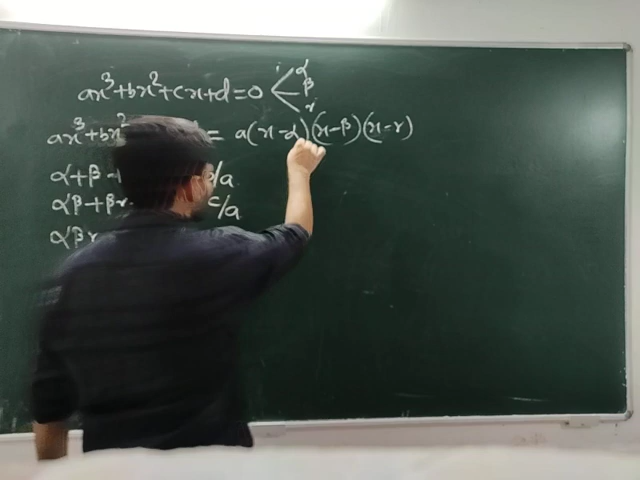 ax³+bx²+cx+d=0 α
β
γ
ax³+bx² = a(x-α)(x-β)(x-γ)
α+β /a
αβ+βγ c/a
αβγ